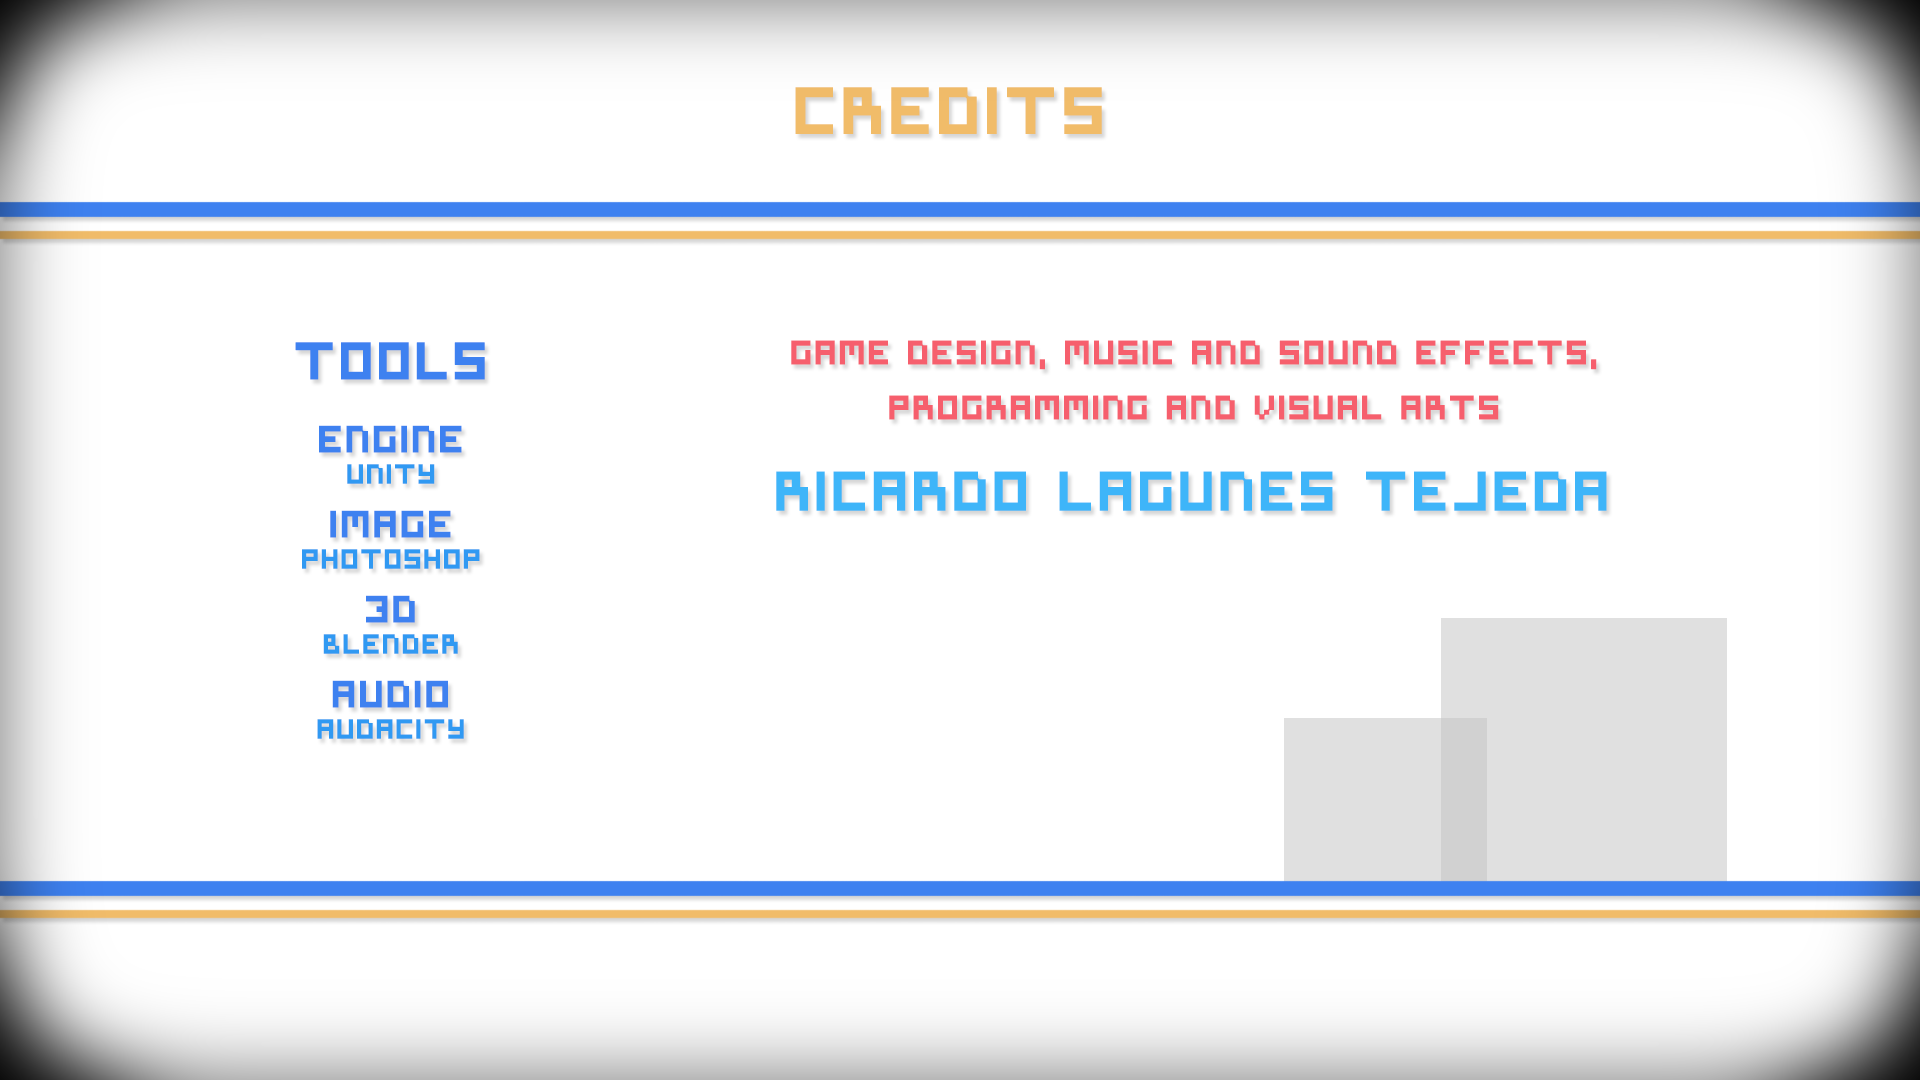 CREDITS
TOOLS
ENGINE
UNITY
IMAGE
PHOTOSHOP
3D
BLENDER
AUDIO
AUDACITY
GAME DESIGN, MUSIC AND SOUND EFFECTS,
PROGRAMMING AND VISUAL ARTS
RICARDO LAGUNES TEJEDA